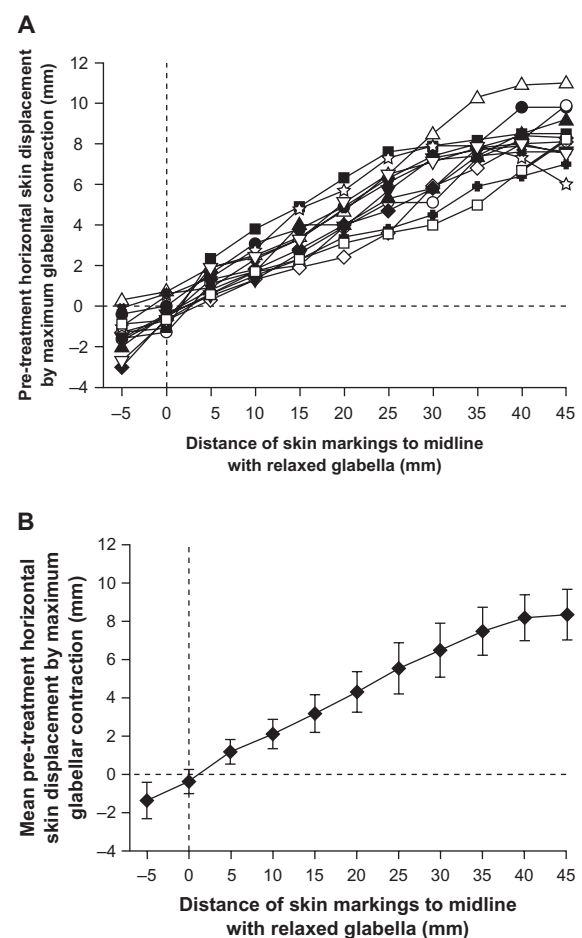 A
Pre-treatment horizontal skin displacement
by maximum glabellar contraction (mm)
12
10
8
6
4
2
0
–2
–4
–5 0 5 10 15 20 25 30 35 40 45
Distance of skin markings to midline
with relaxed glabella (mm)
B
Mean pre-treatment horizontal
skin displacement by maximum
glabellar contraction (mm)
12
10
8
6
4
2
0
–2
–4
–5 0 5 10 15 20 25 30 35 40 45
Distance of skin markings to midline
with relaxed glabella (mm)